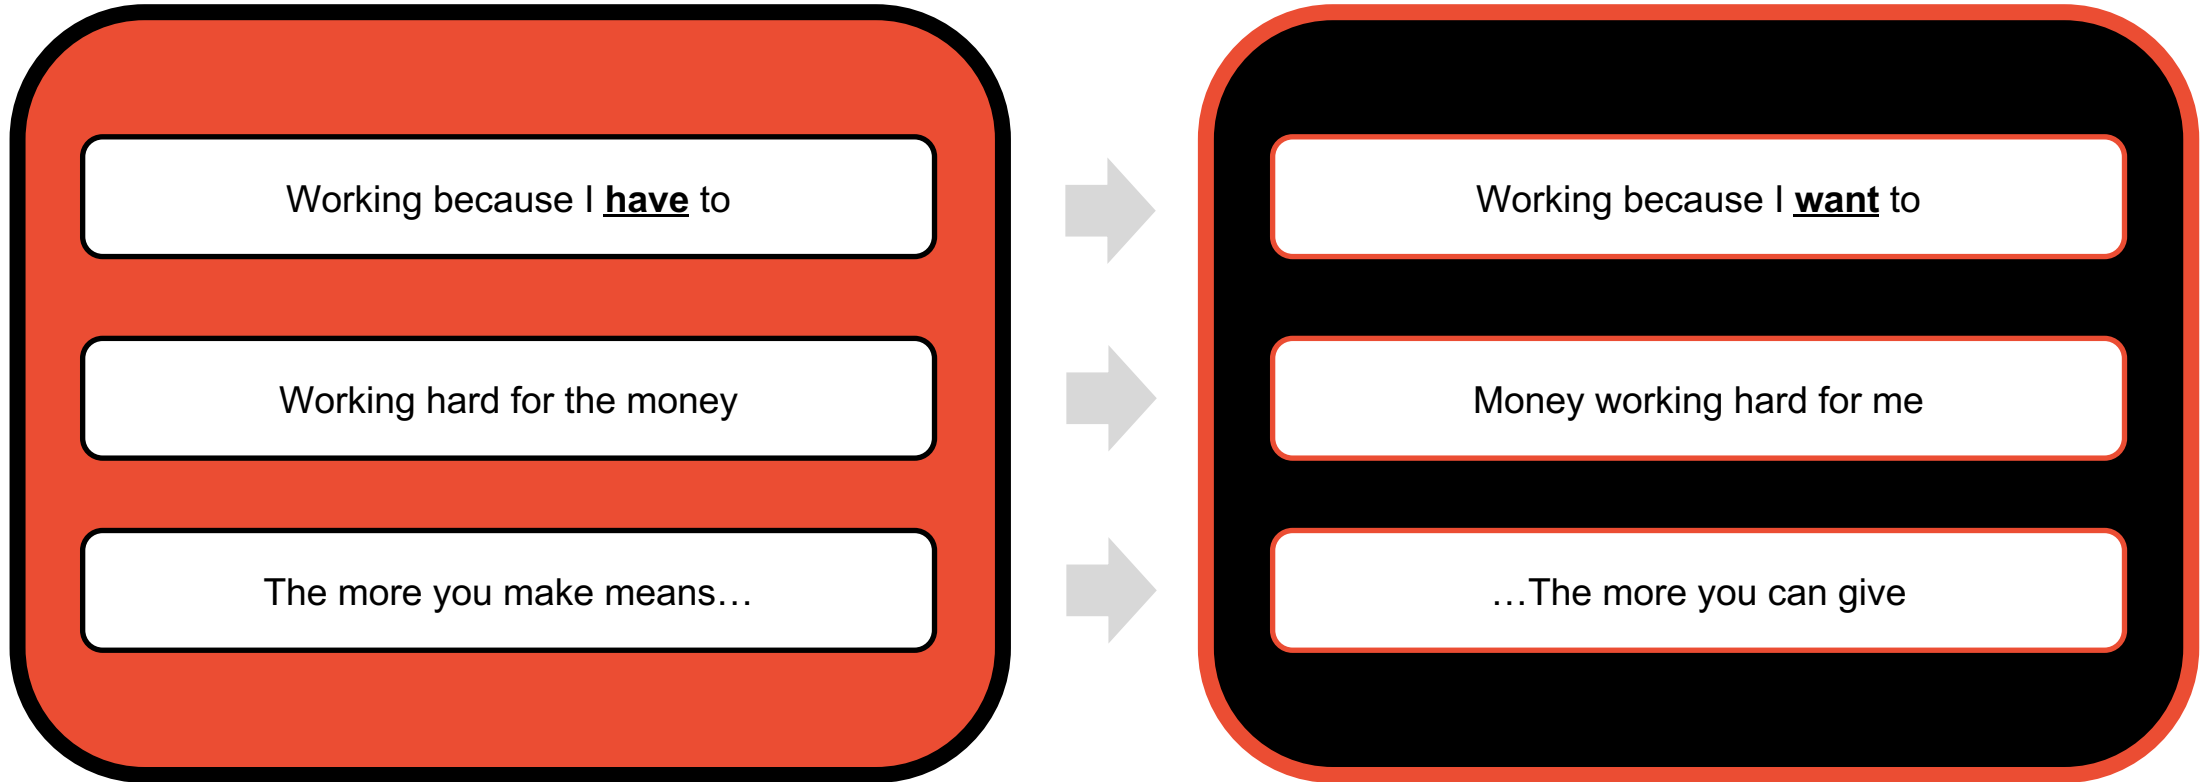 Working because I have to
Working because I want to
Working hard for the money
Money working hard for me
The more you make means…
…The more you can give